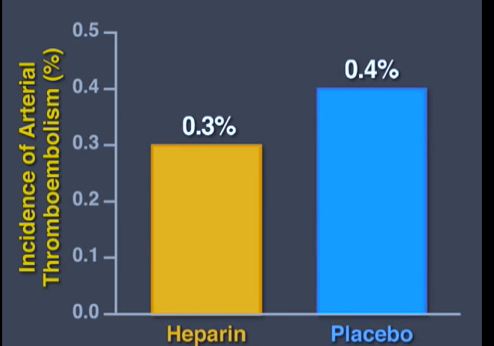 Incidence of Arterial
Thromboembolism (%)
0.5
0.4
0.3
0.2
0.1
0.0
0.3%
0.4%
Heparin
Placebo